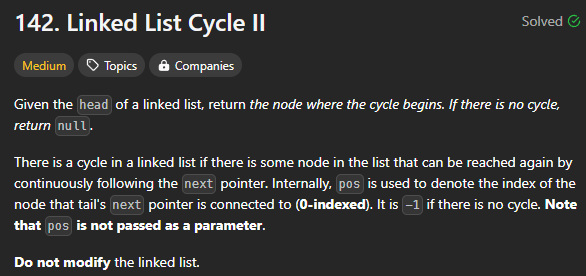 142. Linked List Cycle II
Solved
Medium
Topics
Companies
Given the head of a linked list, return the node where the cycle begins. If there is no cycle,
return null.
There is a cycle in a linked list if there is some node in the list that can be reached again by
continuously following the next pointer. Internally, pos is used to denote the index of the
node that tail's next pointer is connected to (0-indexed). It is -1 if there is no cycle. Note
that pos is not passed as a parameter.
Do not modify the linked list.